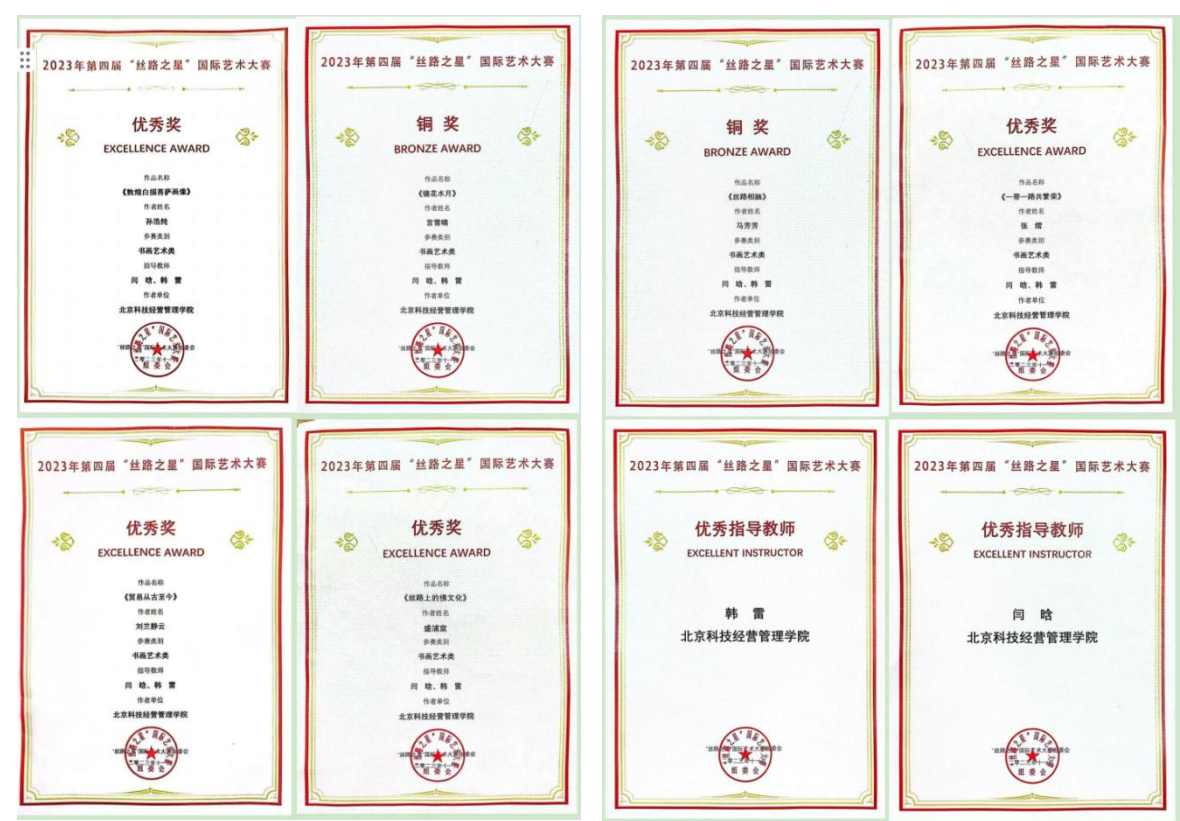 2023年第四届“丝路之星”国际艺术大赛
优秀奖
EXCELLENCE AWARD
作品名称
《敦煌白描菩萨画像》
作者姓名
孙浩纯
参赛类别
书画艺术类
指导教师
闫 晗、韩 雷
作者单位
北京科技经营管理学院
2023年第四届“丝路之星”国际艺术大赛
铜 奖
BRONZE AWARD
作品名称
《镜花水月》
作者姓名
宫雪晴
参赛类别
书画艺术类
指导教师
闫 晗、韩 雷
作者单位
北京科技经营管理学院
2023年第四届“丝路之星”国际艺术大赛
铜 奖
BRONZE AWARD
作品名称
《丝路相融》
作者姓名
马芳芳
参赛类别
书画艺术类
指导教师
闫 晗、韩 雷
作者单位
北京科技经营管理学院
2023年第四届“丝路之星”国际艺术大赛
优秀奖
EXCELLENCE AWARD
作品名称
《一带一路共繁荣》
作者姓名
张 熠
参赛类别
书画艺术类
指导教师
闫 晗、韩 雷
作者单位
北京科技经营管理学院
2023年第四届“丝路之星”国际艺术大赛
优秀奖
EXCELLENCE AWARD
作品名称
《贸易从古至今》
作者姓名
刘兰静云
参赛类别
书画艺术类
指导教师
闫 晗、韩 雷
作者单位
北京科技经营管理学院
2023年第四届“丝路之星”国际艺术大赛
优秀奖
EXCELLENCE AWARD
作品名称
《丝路上的佛文化》
作者姓名
盛浦宸
参赛类别
书画艺术类
指导教师
闫 晗、韩 雷
作者单位
北京科技经营管理学院
2023年第四届“丝路之星”国际艺术大赛
优秀指导教师
EXCELLENT INSTRUCTOR
韩 雷
北京科技经营管理学院
2023年第四届“丝路之星”国际艺术大赛
优秀指导教师
EXCELLENT INSTRUCTOR
闫 晗
北京科技经营管理学院